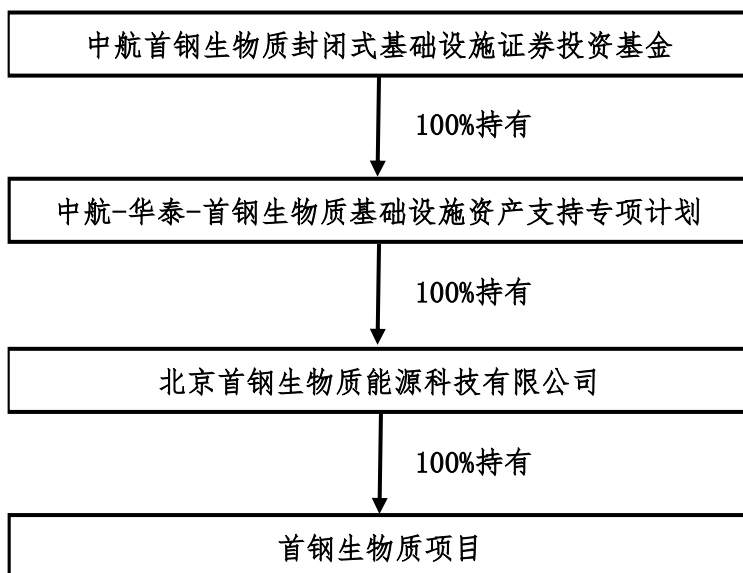 中航首钢生物质封闭式基础设施证券投资基金
100%持有
中航-华泰-首钢生物质基础设施资产支持专项计划
100%持有
北京首钢生物质能源科技有限公司
100%持有
首钢生物质项目